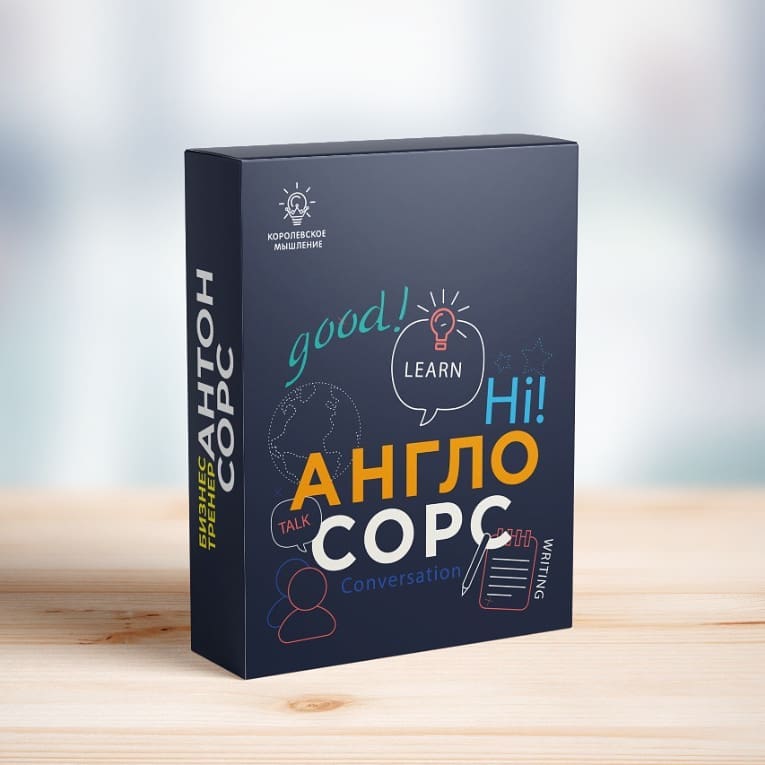 КОРОЛЕВСКОЕ
МЫШЛЕНИЕ
good!
LEARN
Hi!
АНГЛО
СОРС
TALK
Conversation
WRITING
БИЗНЕС
ТРЕНЕР
АНТОН
СОРС